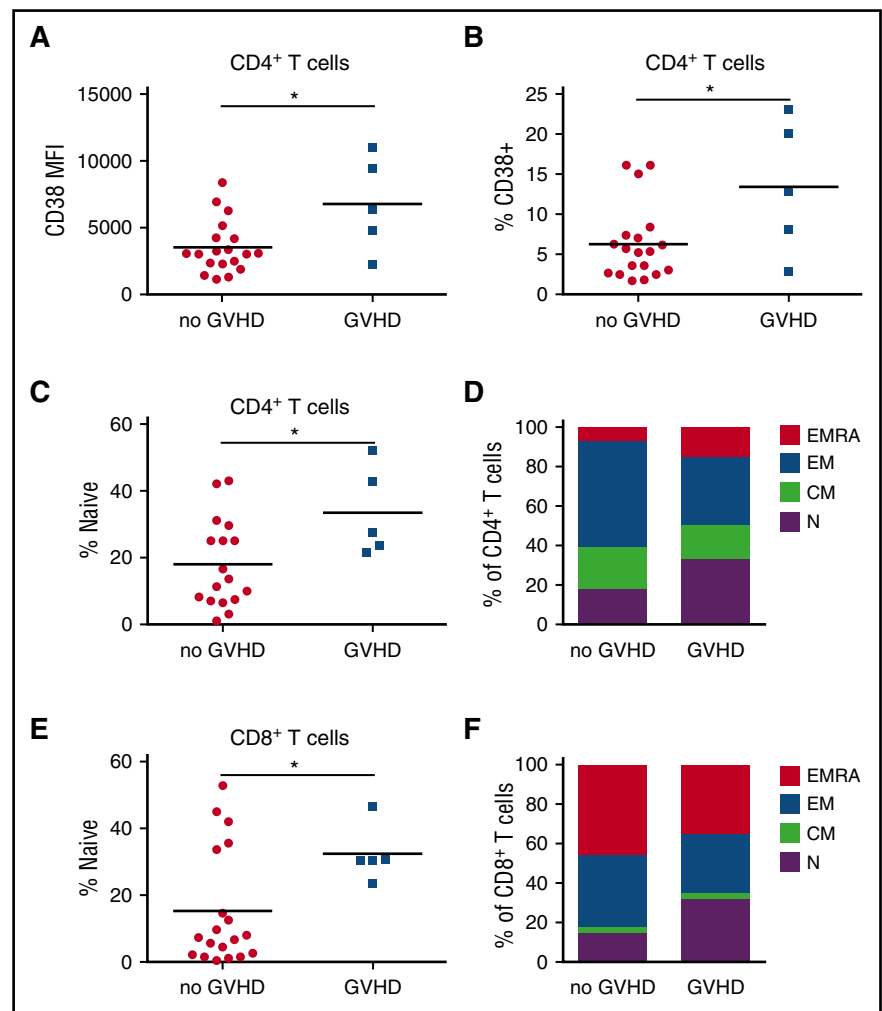 A
CD4+ T cells
*
CD38 MFI
15000
10000
5000
0
no GVHD
GVHD
B
CD4+ T cells
*
% CD38+
25
20
15
10
5
0
no GVHD
GVHD
C
CD4+ T cells
*
% Naive
60
40
20
0
no GVHD
GVHD
D
% of CD4+ T cells
100
80
60
40
20
0
no GVHD
GVHD
EMRA
EM
CM
N
E
CD8+ T cells
*
% Naive
60
40
20
0
no GVHD
GVHD
F
% of CD8+ T cells
100
80
60
40
20
0
no GVHD
GVHD
EMRA
EM
CM
N